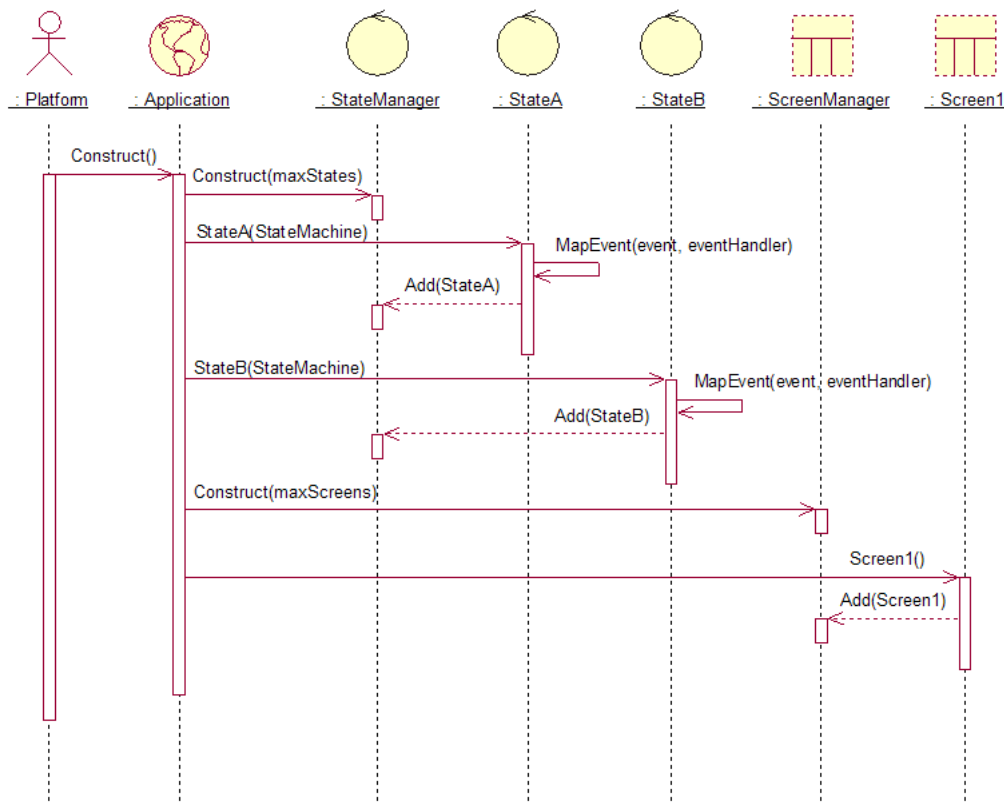 : Platform
: Application
: StateManager
: StateA
: StateB
: ScreenManager
: Screen1
Construct()
Construct(maxStates)
StateA(StateMachine)
MapEvent(event, eventHandler)
Add(StateA)
StateB(StateMachine)
MapEvent(event, eventHandler)
Add(StateB)
Construct(maxScreens)
Screen1()
Add(Screen1)